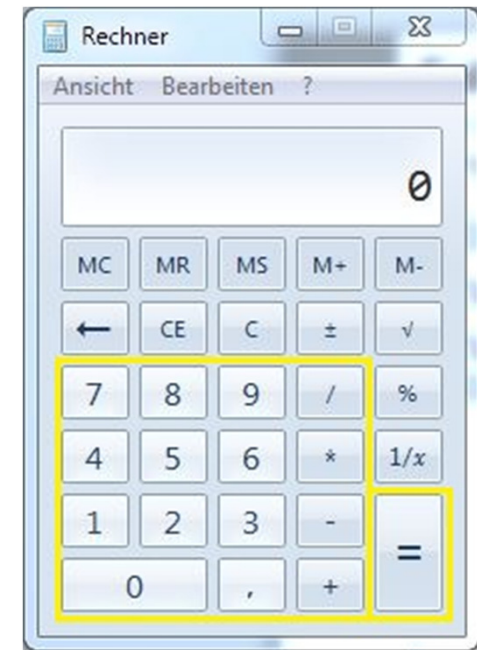 Rechner
Ansicht Bearbeiten ?
0
MC MR MS M+ M-
← CE C ± √
7 8 9 / %
4 5 6 * 1/x
1 2 3 - =
0 , +